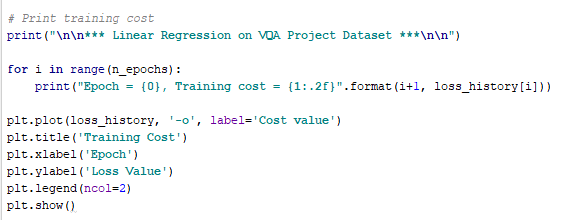 # Print training cost
print("\n\n*** Linear Regression on VQA Project Dataset ***\n\n")
for i in range(n_epochs):
    print("Epoch = {0}, Training cost = {1:.2f}".format(i+1, loss_history[i]))
plt.plot(loss_history, '-o', label='Cost value')
plt.title('Training Cost')
plt.xlabel('Epoch')
plt.ylabel('Loss Value')
plt.legend(ncol=2)
plt.show()